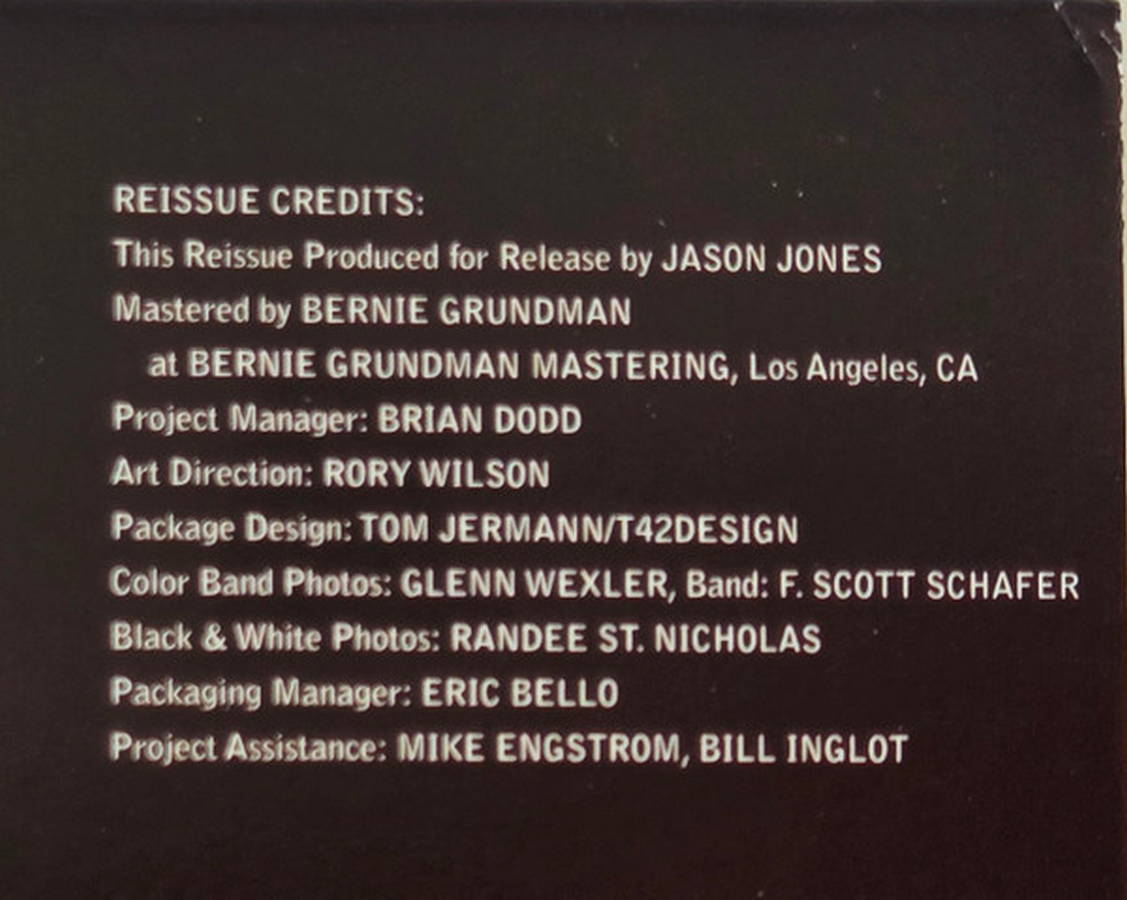 REISSUE CREDITS:
This Reissue Produced for Release by JASON JONES
Mastered by BERNIE GRUNDMAN
at BERNIE GRUNDMAN MASTERING, Los Angeles, CA
Project Manager: BRIAN DODD
Art Direction: RORY WILSON
Package Design: TOM JERMANN/T42DESIGN
Color Band Photos: GLENN WEXLER, Band: F. SCOTT SCHAFER
Black & White Photos: RANDEE ST. NICHOLAS
Packaging Manager: ERIC BELLO
Project Assistance: MIKE ENGSTROM, BILL INGLOT